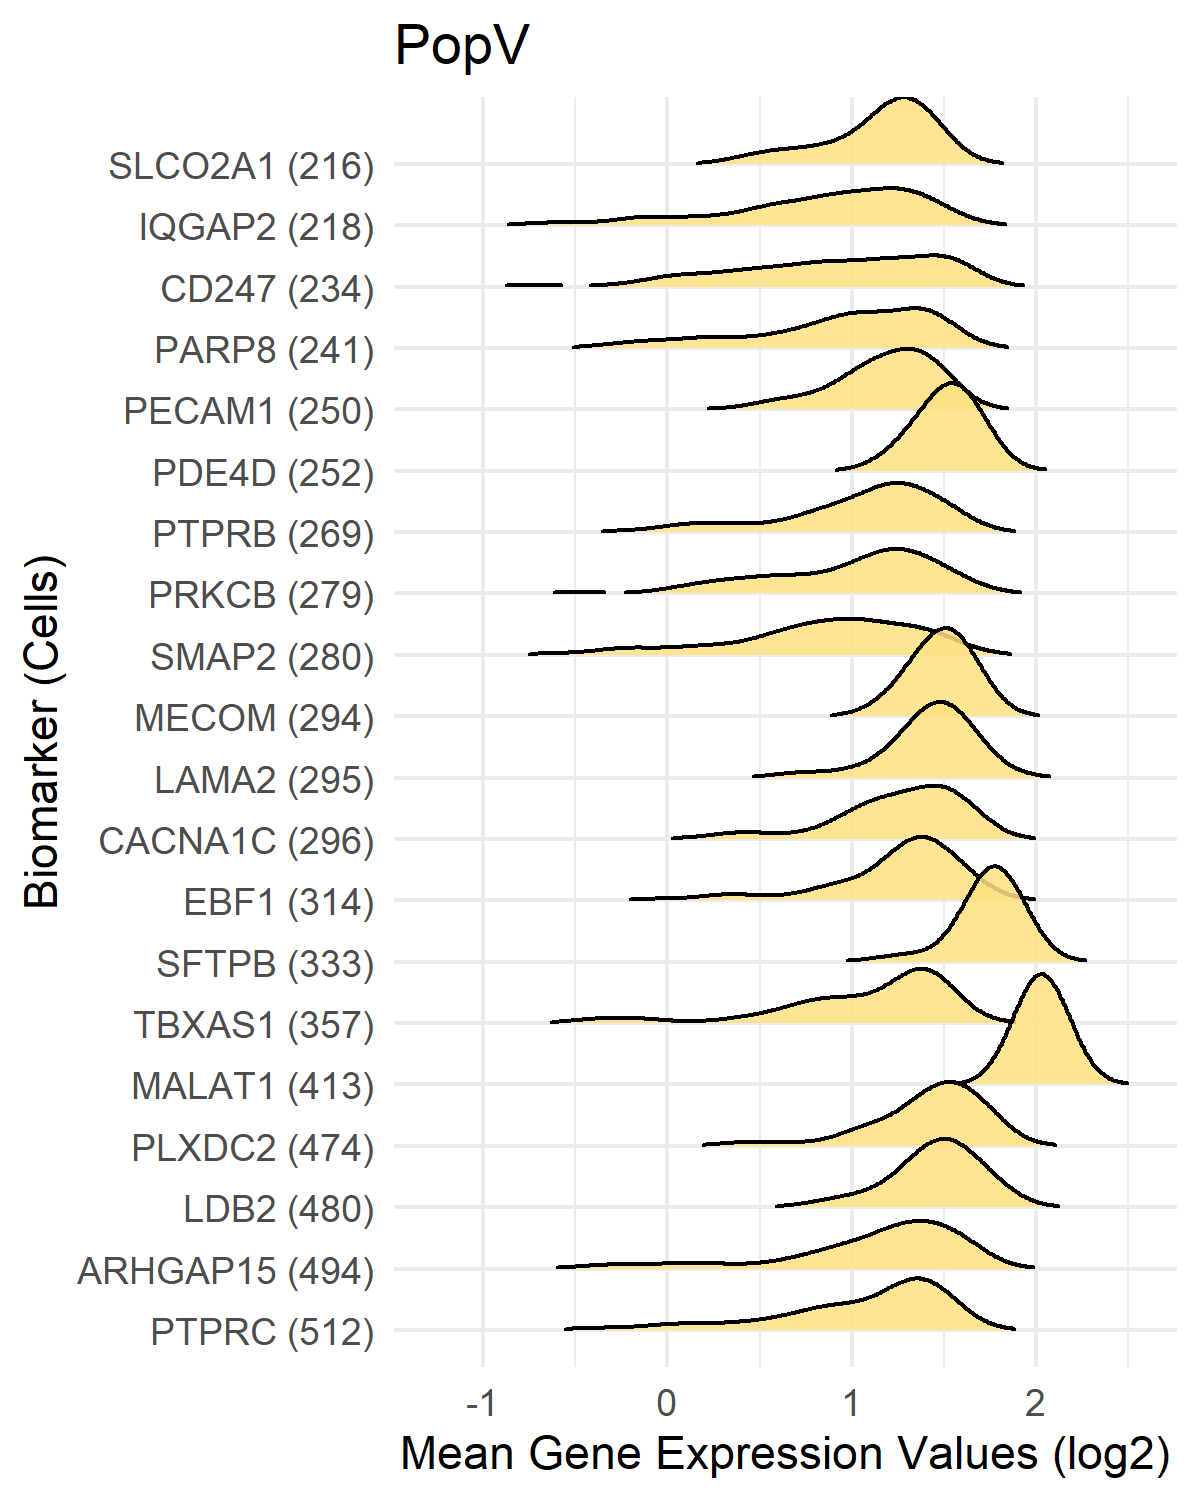 PopV
Biomarker (Cells)
SLCO2A1 (216)
IQGAP2 (218)
CD247 (234)
PARP8 (241)
PECAM1 (250)
PDE4D (252)
PTPRB (269)
PRKCB (279)
SMAP2 (280)
MECOM (294)
LAMA2 (295)
CACNA1C (296)
EBF1 (314)
SFTPB (333)
TBXAS1 (357)
MALAT1 (413)
PLXDC2 (474)
LDB2 (480)
ARHGAP15 (494)
PTPRC (512)
-1 0 1 2
Mean Gene Expression Values (log2)